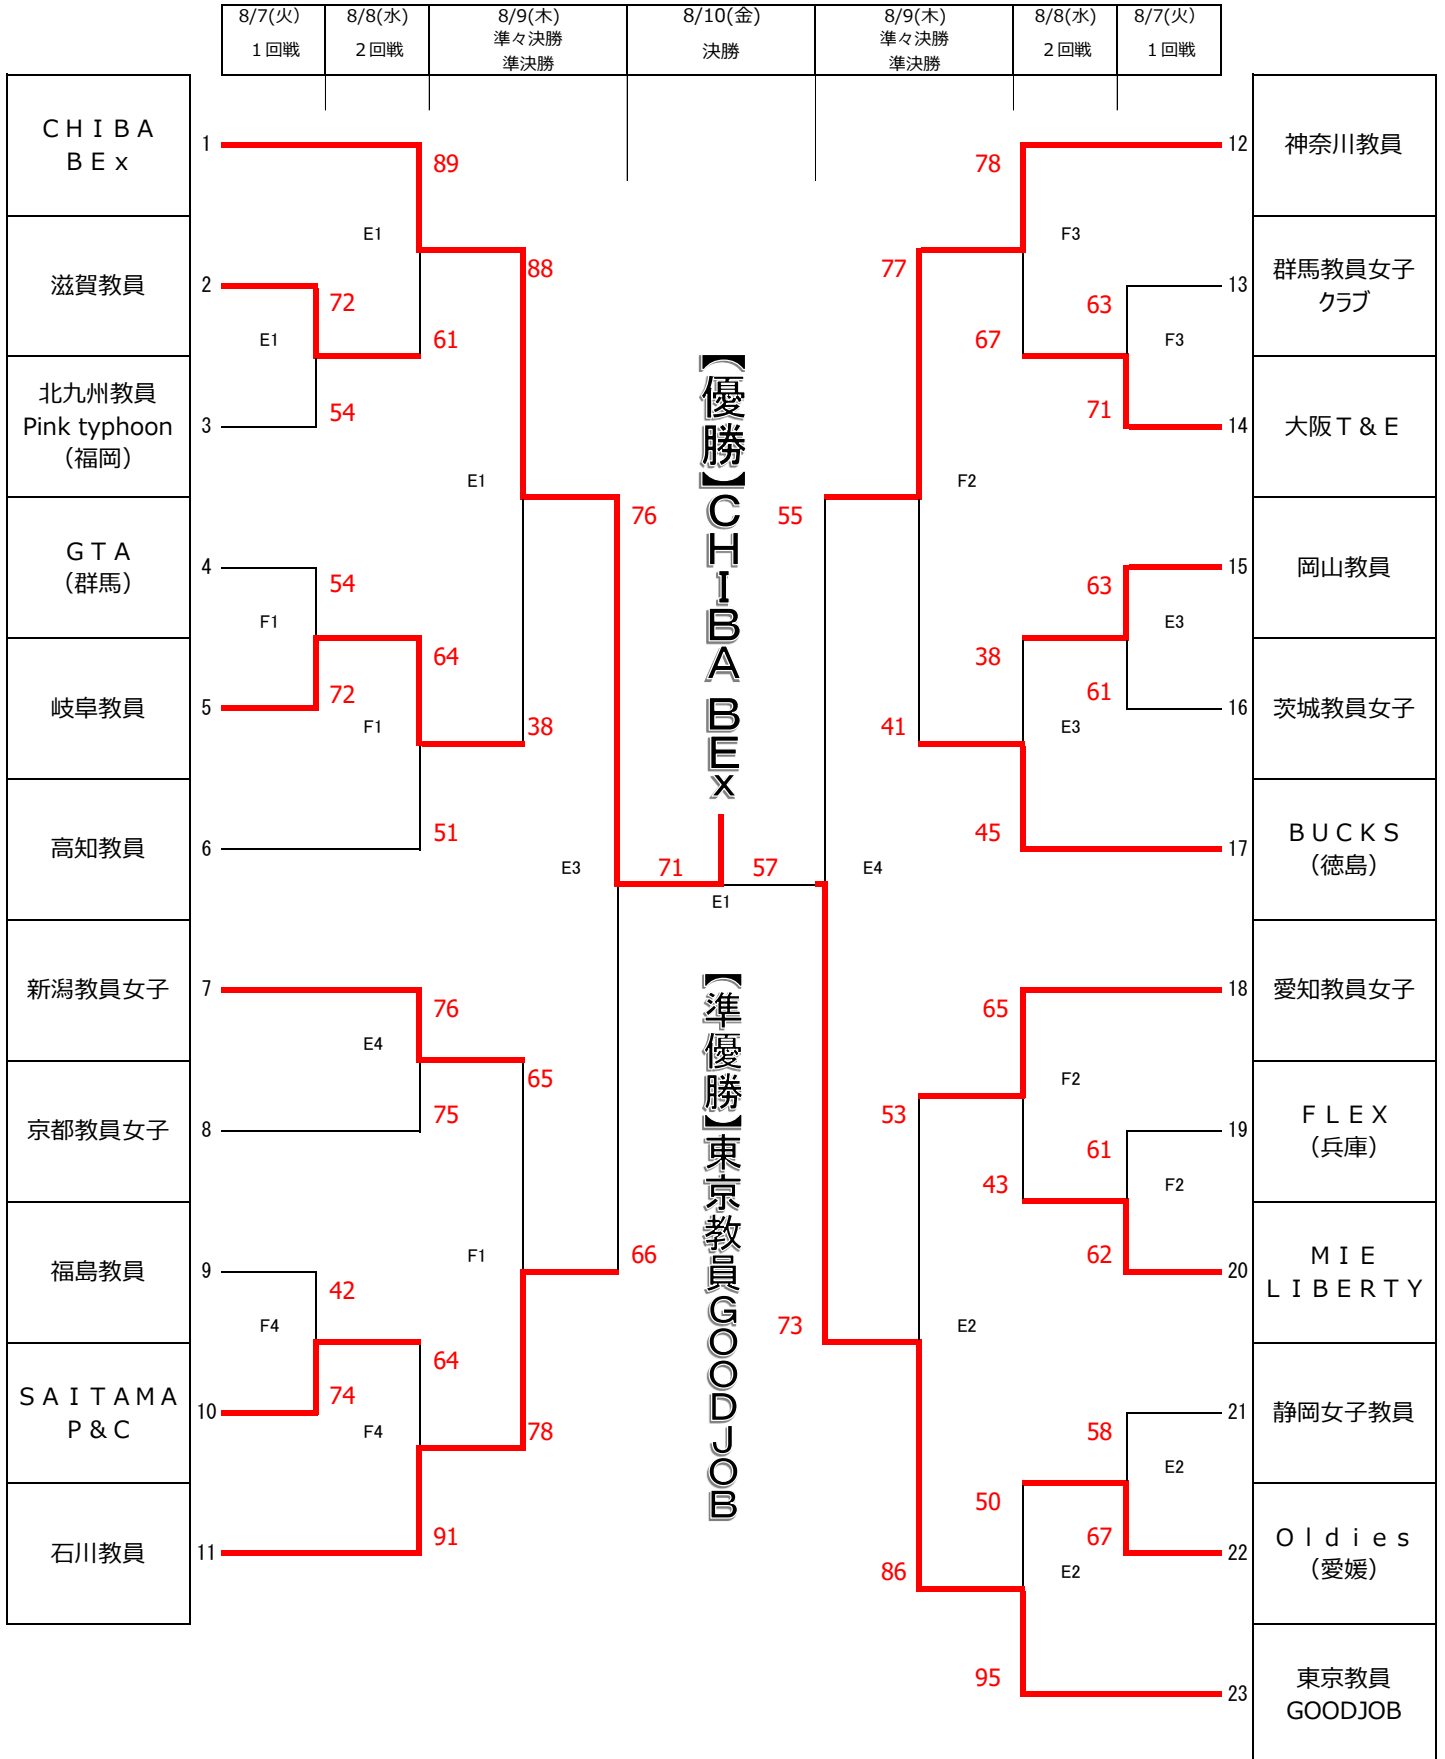 8/7(火) 8/8(水) 8/9(木) 8/10(金) 8/9(木) 8/8(水) 8/7(火)
1回戦 2回戦 準々決勝 決勝 準々決勝 2回戦 1回戦
準決勝 準決勝
ＣＨＩＢＡ
ＢＥｘ
1
89
E1
滋賀教員
2
72
E1
61
88
北九州教員
Pink typhoon
（福岡）
3
54
E1
76
ＧＴＡ
（群馬）
4
54
F1
64
岐阜教員
5
72
F1
38
高知教員
6
51
E3
新潟教員女子
7
76
E4
65
京都教員女子
8
75
F1
66
福島教員
9
42
F4
64
ＳＡＩＴＡＭＡ
Ｐ＆Ｃ
10
74
F4
78
石川教員
11
91
【優勝】ＣＨＩＢＡ ＢＥｘ
71 57
E1
【準優勝】東京教員ＧＯＯＤＪＯＢ
78
12
神奈川教員
F3
77
63
13
群馬教員女子
クラブ
67
F3
71
14
大阪Ｔ＆Ｅ
55
F2
63
15
岡山教員
38
E3
61
16
茨城教員女子
41
E3
45
17
ＢＵＣＫＳ
（徳島）
E4
65
18
愛知教員女子
F2
53
61
19
ＦＬＥＸ
（兵庫）
43
F2
62
20
ＭＩＥ
ＬＩＢＥＲＴＹ
73
E2
58
21
静岡女子教員
50
E2
67
22
Ｏｌｄｉｅｓ
（愛媛）
86
E2
95
23
東京教員
GOODJOB